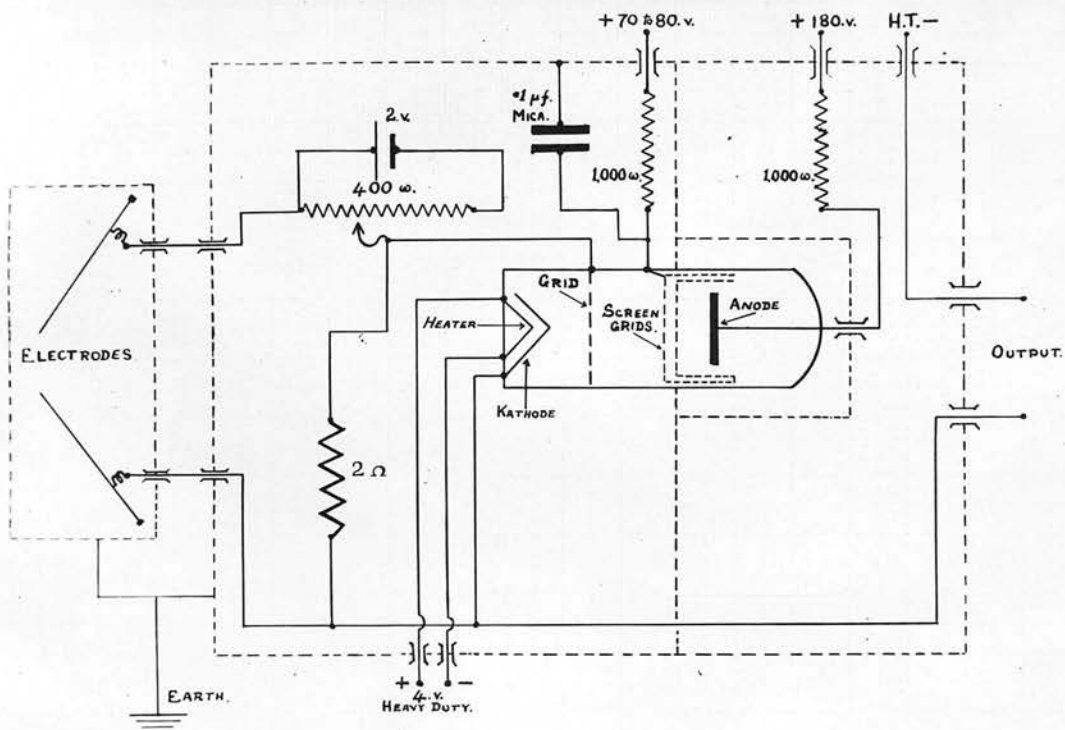 +70 to 80. v.
+ 180. v.
H.T.–
·1 μf.
MICA.
2.v.
400 ω.
1,000 ω.
1,000 ω.
GRID
SCREEN
GRIDS.
ANODE
HEATER
KATHODE
ELECTRODES.
OUTPUT.
2 Ω
EARTH.
+ 4.v. –
HEAVY DUTY.